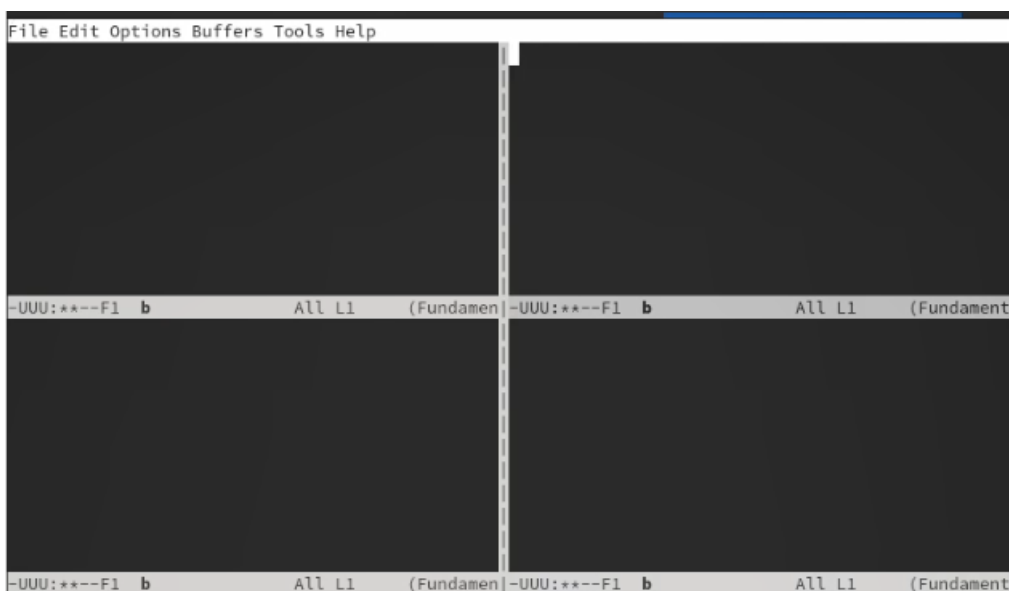 File Edit Options Buffers Tools Help
-UUU:**--F1 b All L1 (Fundamen|-UUU:**--F1 b All L1 (Fundament
-UUU:**--F1 b All L1 (Fundamen|-UUU:**--F1 b All L1 (Fundament